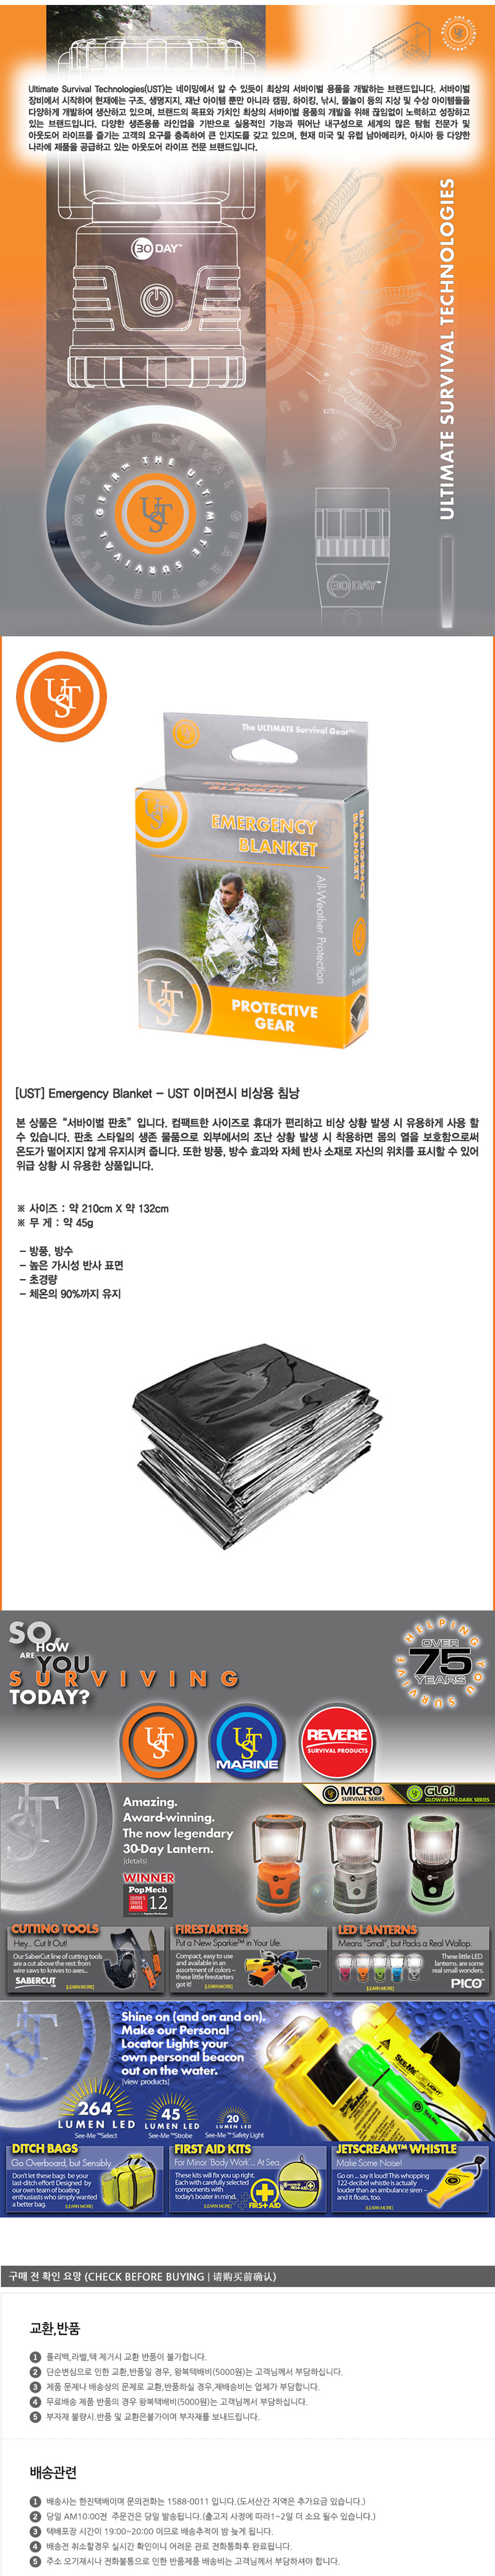 Ultimate Survival Technologies(UST)는 네이밍에서 알 수 있듯이 최상의 서바이벌 용품을 개발하는 브랜드입니다. 서바이벌
장비에서 시작하여 현재에는 구조, 생명지지, 재난 아이템 뿐만 아니라 캠핑, 하이킹, 낚시, 물놀이 등의 지상 및 수상 아이템들을
다양하게 개발하여 생산하고 있으며, 브랜드의 목표와 가치인 최상의 서바이벌 용품의 개발을 위해 끊임없이 노력하고 성장하고
있는 브랜드입니다. 다양한 생존용품 라인업을 기반으로 실용적인 기능과 뛰어난 내구성으로 세계의 많은 탐험 전문가 및
아웃도어 라이프를 즐기는 고객의 요구를 충족하여 큰 인지도를 갖고 있으며, 현재 미국 및 유럽 남아메리카, 아시아 등 다양한
나라에 제품을 공급하고 있는 아웃도어 라이프 전문 브랜드입니다.
ULTIMATE SURVIVAL TECHNOLOGIES
30 DAY™
THE ULTIMATE SURVIVAL GEAR™
UST
30 DAY™
UST
The ULTIMATE Survival Gear™
EMERGENCY
BLANKET
All-Weather Protection
UST
PROTECTIVE
GEAR
[UST] Emergency Blanket - UST 이머젼시 비상용 침낭
본 상품은 “서바이벌 판초” 입니다. 컴팩트한 사이즈로 휴대가 편리하고 비상 상황 발생 시 유용하게 사용 할
수 있습니다. 판초 스타일의 생존 물품으로 외부에서의 조난 상황 발생 시 착용하면 몸의 열을 보호함으로써
온도가 떨어지지 않게 유지시켜 줍니다. 또한 방풍, 방수 효과와 자체 반사 소재로 자신의 위치를 표시할 수 있어
위급 상황 시 유용한 상품입니다.
※ 사이즈 : 약 210cm X 약 132cm
※ 무 게 : 약 45g
- 방풍, 방수
- 높은 가시성 반사 표면
- 초경량
- 체온의 90%까지 유지
SO,
HOW
ARE YOU
SURVIVING
TODAY?
HELPING YOU SURVIVE
OVER
75
YEARS
UST
UST
MARINE
REVERE
SURVIVAL PRODUCTS
MICRO
SURVIVAL SERIES
GLO!
GLOW-IN-THE-DARK SERIES
Amazing.
Award-winning.
The now legendary
30-Day Lantern.
[details]
WINNER
PopMech
EDITOR'S CHOICE AWARDS 12
CUTTING TOOLS
Hey... Cut It Out!
Our SaberCut line of cutting tools
are a cut above the rest: from
wire saws to knives to axes...
SABERCUT™
[LEARN MORE]
FIRESTARTERS
Put a New Sparkie™ in Your Life.
Compact, easy to use
and available in an
assortment of colors –
these little firestarters
got it!
[LEARN MORE]
LED LANTERNS
Means "Small", but Packs a Real Wallop.
These little LED
lanterns are some
real small wonders.
PICO™
[LEARN MORE]
Shine on (and on and on).
Make our Personal
Locator Lights your
own personal beacon
out on the water.
[view products]
264
LUMEN LED
See-Me™Select
45
LUMEN LED
See-Me™Strobe
20
LUMEN LED
See-Me™ Safety Light
DITCH BAGS
Go Overboard, but Sensibly.
Don't let these bags be your
last-ditch effort! Designed by
our own team of boating
enthusiasts who simply wanted
a better bag.
[LEARN MORE]
FIRST AID KITS
For Minor 'Body Work'... At Sea.
These kits will fix you up right.
Each with carefully selected
components with
today's boater in mind.
[LEARN MORE]
FIRST AID
JETSCREAM™ WHISTLE
Make Some Noise!
Go on ... say it loud! This whopping
122-decibel whistle is actually
louder than an ambulance siren –
and it floats, too.
[LEARN MORE]
구매 전 확인 요망 (CHECK BEFORE BUYING | 请购买前确认)
교환,반품
1 폴리백,라벨,텍 제거시 교환 반품이 불가합니다.
2 단순변심으로 인한 교환,반품일 경우, 왕복택배비(5000원)는 고객님께서 부담하십니다.
3 제품 문제나 배송상의 문제로 교환,반품하실 경우,재배송비는 업체가 부담합니다.
4 무료배송 제품 반품의 경우 왕복택배비(5000원)는 고객님께서 부담하십니다.
5 부자재 불량시.반품 및 교환은불가이며 부자재를 보내드립니다.
배송관련
1 배송사는 한진택배이며 문의전화는 1588-0011 입니다.(도서산간 지역은 추가요금 있습니다.)
2 당일 AM10:00전 주문건은 당일 발송됩니다.(출고지 사정에 따라1~2일 더 소요 될수 있습니다.)
3 택배포장 시간이 19:00~20:00 이므로 배송추적이 밤 늦게 됩니다.
4 배송전 취소할경우 실시간 확인이니 어려운 관로 전화통화후 완료됩니다.
5 주소 오기재시나 전화불통으로 인한 반품제품 배송비는 고객님께서 부담하셔야 합니다.